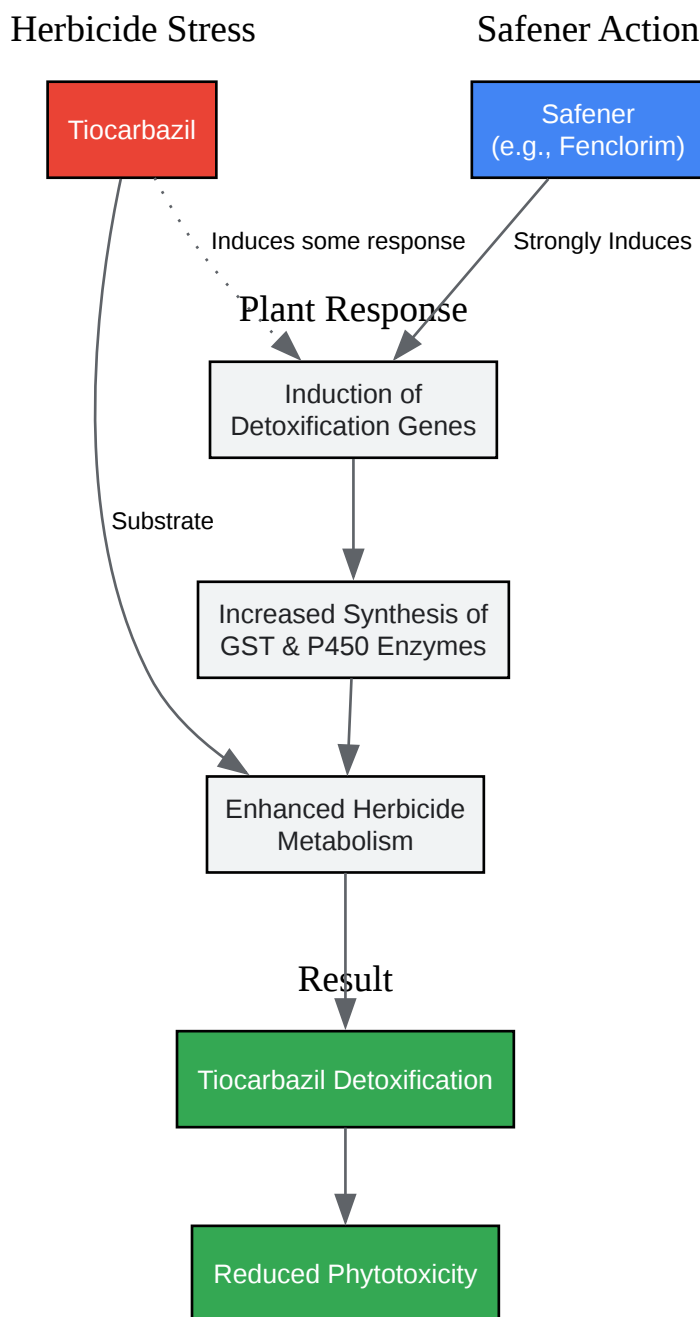 Herbicide Stress
Safener Action
Tiocarbazil
Safener
(e.g., Fenclorim)
Induces some response
Strongly Induces
Plant Response
Induction of
Detoxification Genes
Substrate
Increased Synthesis of
GST & P450 Enzymes
Enhanced Herbicide
Metabolism
Result
Tiocarbazil Detoxification
Reduced Phytotoxicity